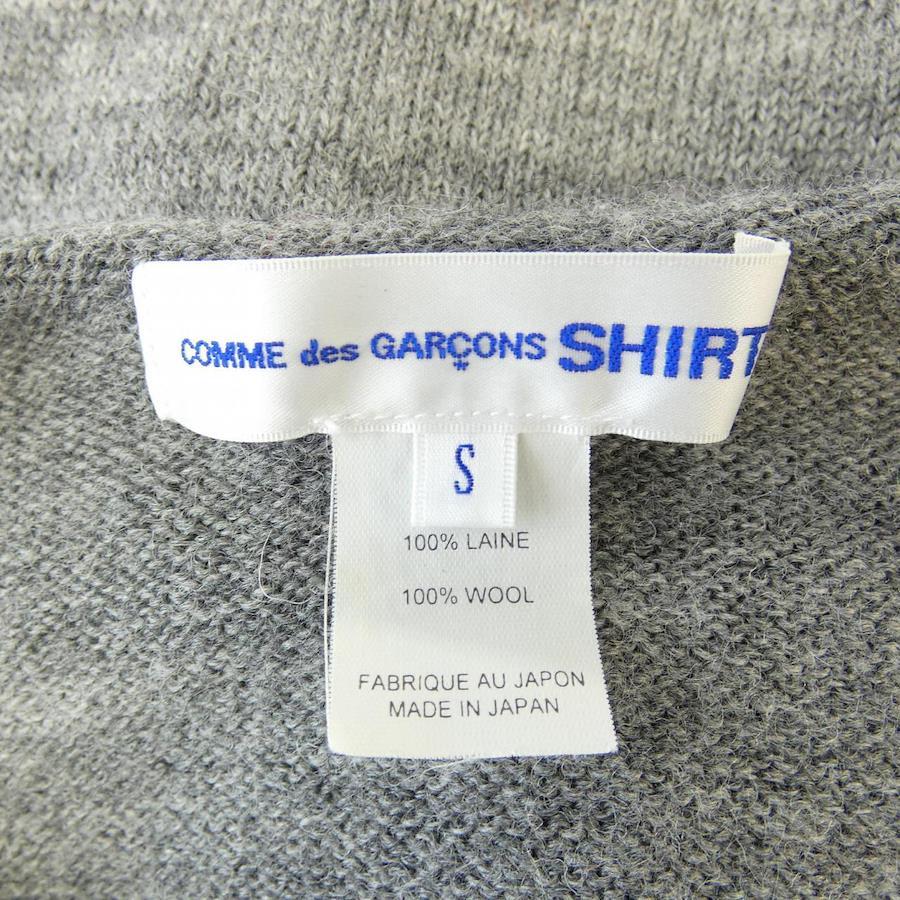 COMME des GARÇONS SHIRT
S
100% LAINE
100% WOOL
FABRIQUE AU JAPON
MADE IN JAPAN